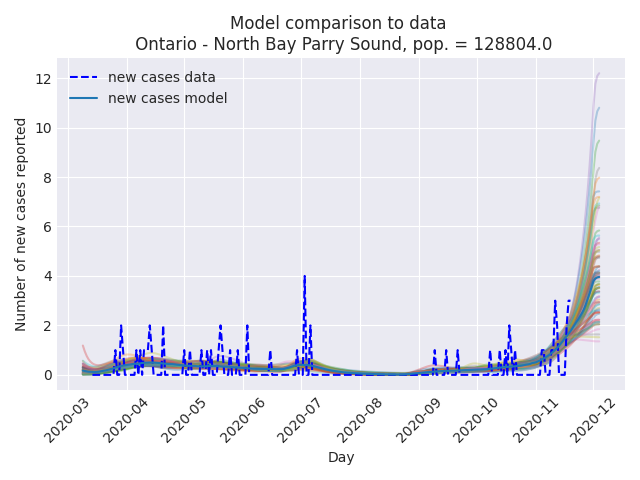 Model comparison to data
Ontario - North Bay Parry Sound, pop. = 128804.0
new cases data
new cases model
Number of new cases reported
12
10
8
6
4
2
0
2020-03
2020-04
2020-05
2020-06
2020-07
2020-08
2020-09
2020-10
2020-11
2020-12
Day